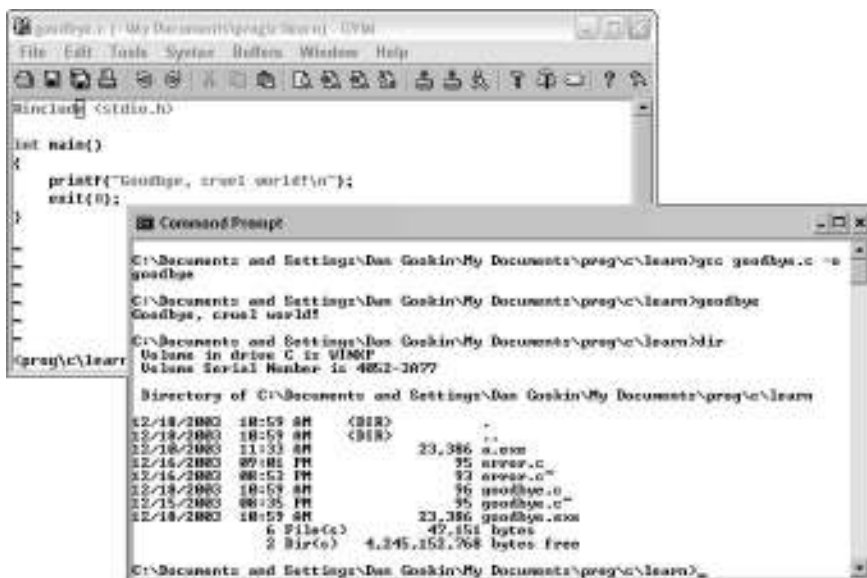 goodbye.c (~\My Documents\prog\c\learn) - GVIM
File Edit Tools Syntax Buffers Window Help
#include <stdio.h>
int main()
{
printf("Goodbye, cruel world!\n");
exit(0);
}
~
~
~
~
~
~
<prog\c\learn
Command Prompt
C:\Documents and Settings\Dan Gookin\My Documents\prog\c\learn>gcc goodbye.c -o
goodbye
C:\Documents and Settings\Dan Gookin\My Documents\prog\c\learn>goodbye
Goodbye, cruel world!
C:\Documents and Settings\Dan Gookin\My Documents\prog\c\learn>dir
Volume in drive C is WINXP
Volume Serial Number is 4052-3A77
Directory of C:\Documents and Settings\Dan Gookin\My Documents\prog\c\learn
12/18/2003 10:59 AM <DIR> .
12/18/2003 10:59 AM <DIR> ..
12/18/2003 11:33 AM 23,386 a.exe
12/16/2003 09:01 PM 95 error.c
12/16/2003 08:53 PM 93 error.c~
12/18/2003 10:59 AM 96 goodbye.c
12/15/2003 08:35 PM 95 goodbye.c~
12/18/2003 10:59 AM 23,386 goodbye.exe
6 File(s) 47,151 bytes
2 Dir(s) 4,245,152,768 bytes free
C:\Documents and Settings\Dan Gookin\My Documents\prog\c\learn>_